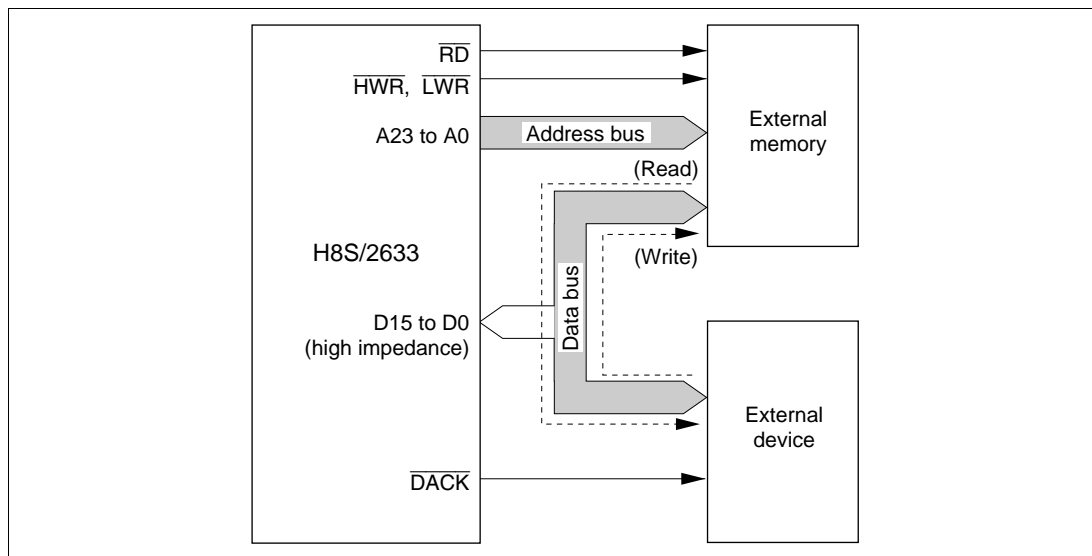 RD
HWR, LWR
A23 to A0
Address bus
External
memory
(Read)
(Write)
H8S/2633
Data bus
D15 to D0
(high impedance)
External
device
DACK